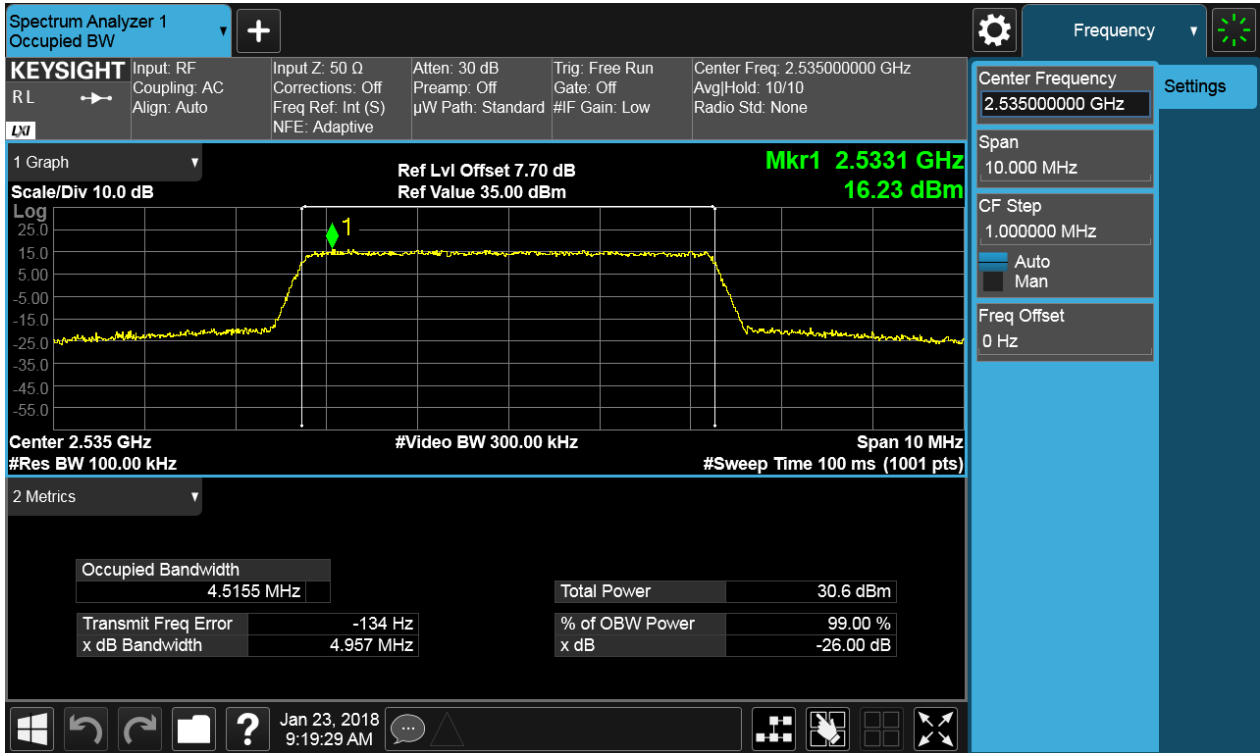 Spectrum Analyzer 1
Occupied BW
+
Frequency
KEYSIGHT
RL
LXI
Input: RF
Coupling: AC
Align: Auto
Input Z: 50 Ω
Corrections: Off
Freq Ref: Int (S)
NFE: Adaptive
Atten: 30 dB
Preamp: Off
µW Path: Standard
Trig: Free Run
Gate: Off
#IF Gain: Low
Center Freq: 2.535000000 GHz
Avg|Hold: 10/10
Radio Std: None
Center Frequency
2.535000000 GHz
Settings
Span
10.000 MHz
CF Step
1.000000 MHz
Auto
Man
Freq Offset
0 Hz
1 Graph
Scale/Div 10.0 dB
Ref Lvl Offset 7.70 dB
Ref Value 35.00 dBm
Mkr1 2.5331 GHz
16.23 dBm
Log
25.0
15.0
5.00
-5.00
-15.0
-25.0
-35.0
-45.0
-55.0
1
Center 2.535 GHz
#Video BW 300.00 kHz
Span 10 MHz
#Res BW 100.00 kHz
#Sweep Time 100 ms (1001 pts)
2 Metrics
Occupied Bandwidth
4.5155 MHz
Total Power 30.6 dBm
Transmit Freq Error -134 Hz
% of OBW Power 99.00 %
x dB Bandwidth 4.957 MHz
x dB -26.00 dB
?
Jan 23, 2018
9:19:29 AM